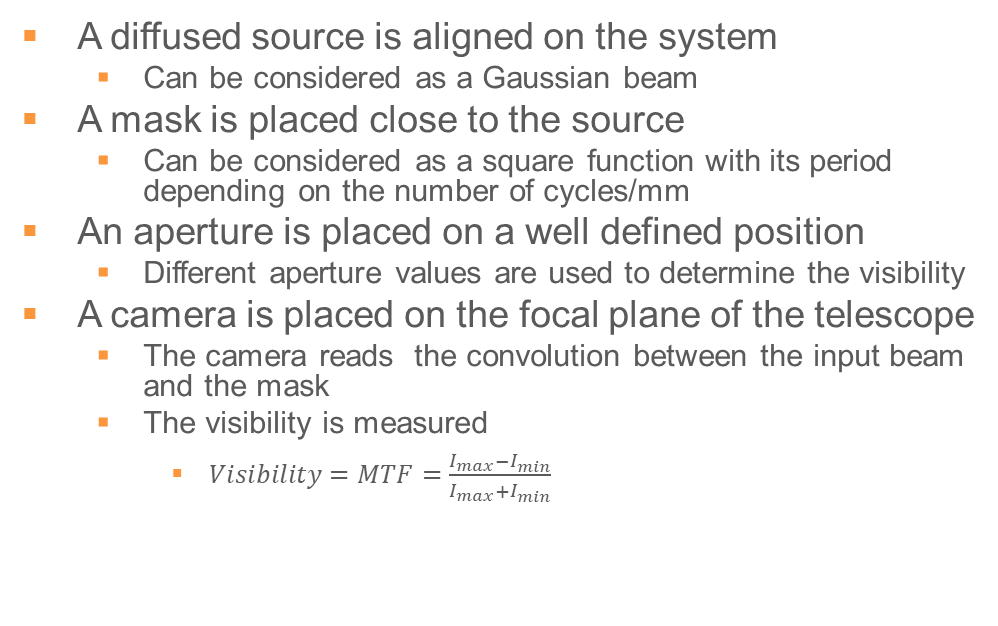 ▪ A diffused source is aligned on the system
▪ Can be considered as a Gaussian beam
▪ A mask is placed close to the source
▪ Can be considered as a square function with its period
depending on the number of cycles/mm
▪ An aperture is placed on a well defined position
▪ Different aperture values are used to determine the visibility
▪ A camera is placed on the focal plane of the telescope
▪ The camera reads  the convolution between the input beam
and the mask
▪ The visibility is measured
▪ $Visibility = MTF = \frac{I_{max}-I_{min}}{I_{max}+I_{min}}$